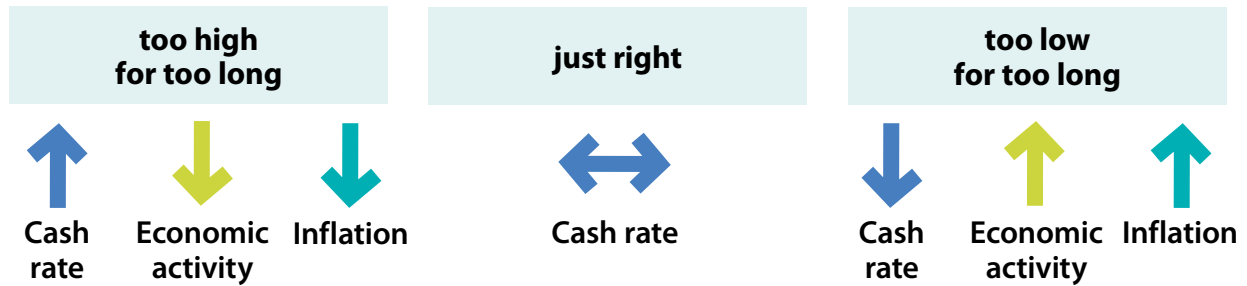 too high
for too long
just right
too low
for too long
Cash
rate
Economic
activity
Inflation
Cash rate
Cash
rate
Economic
activity
Inflation